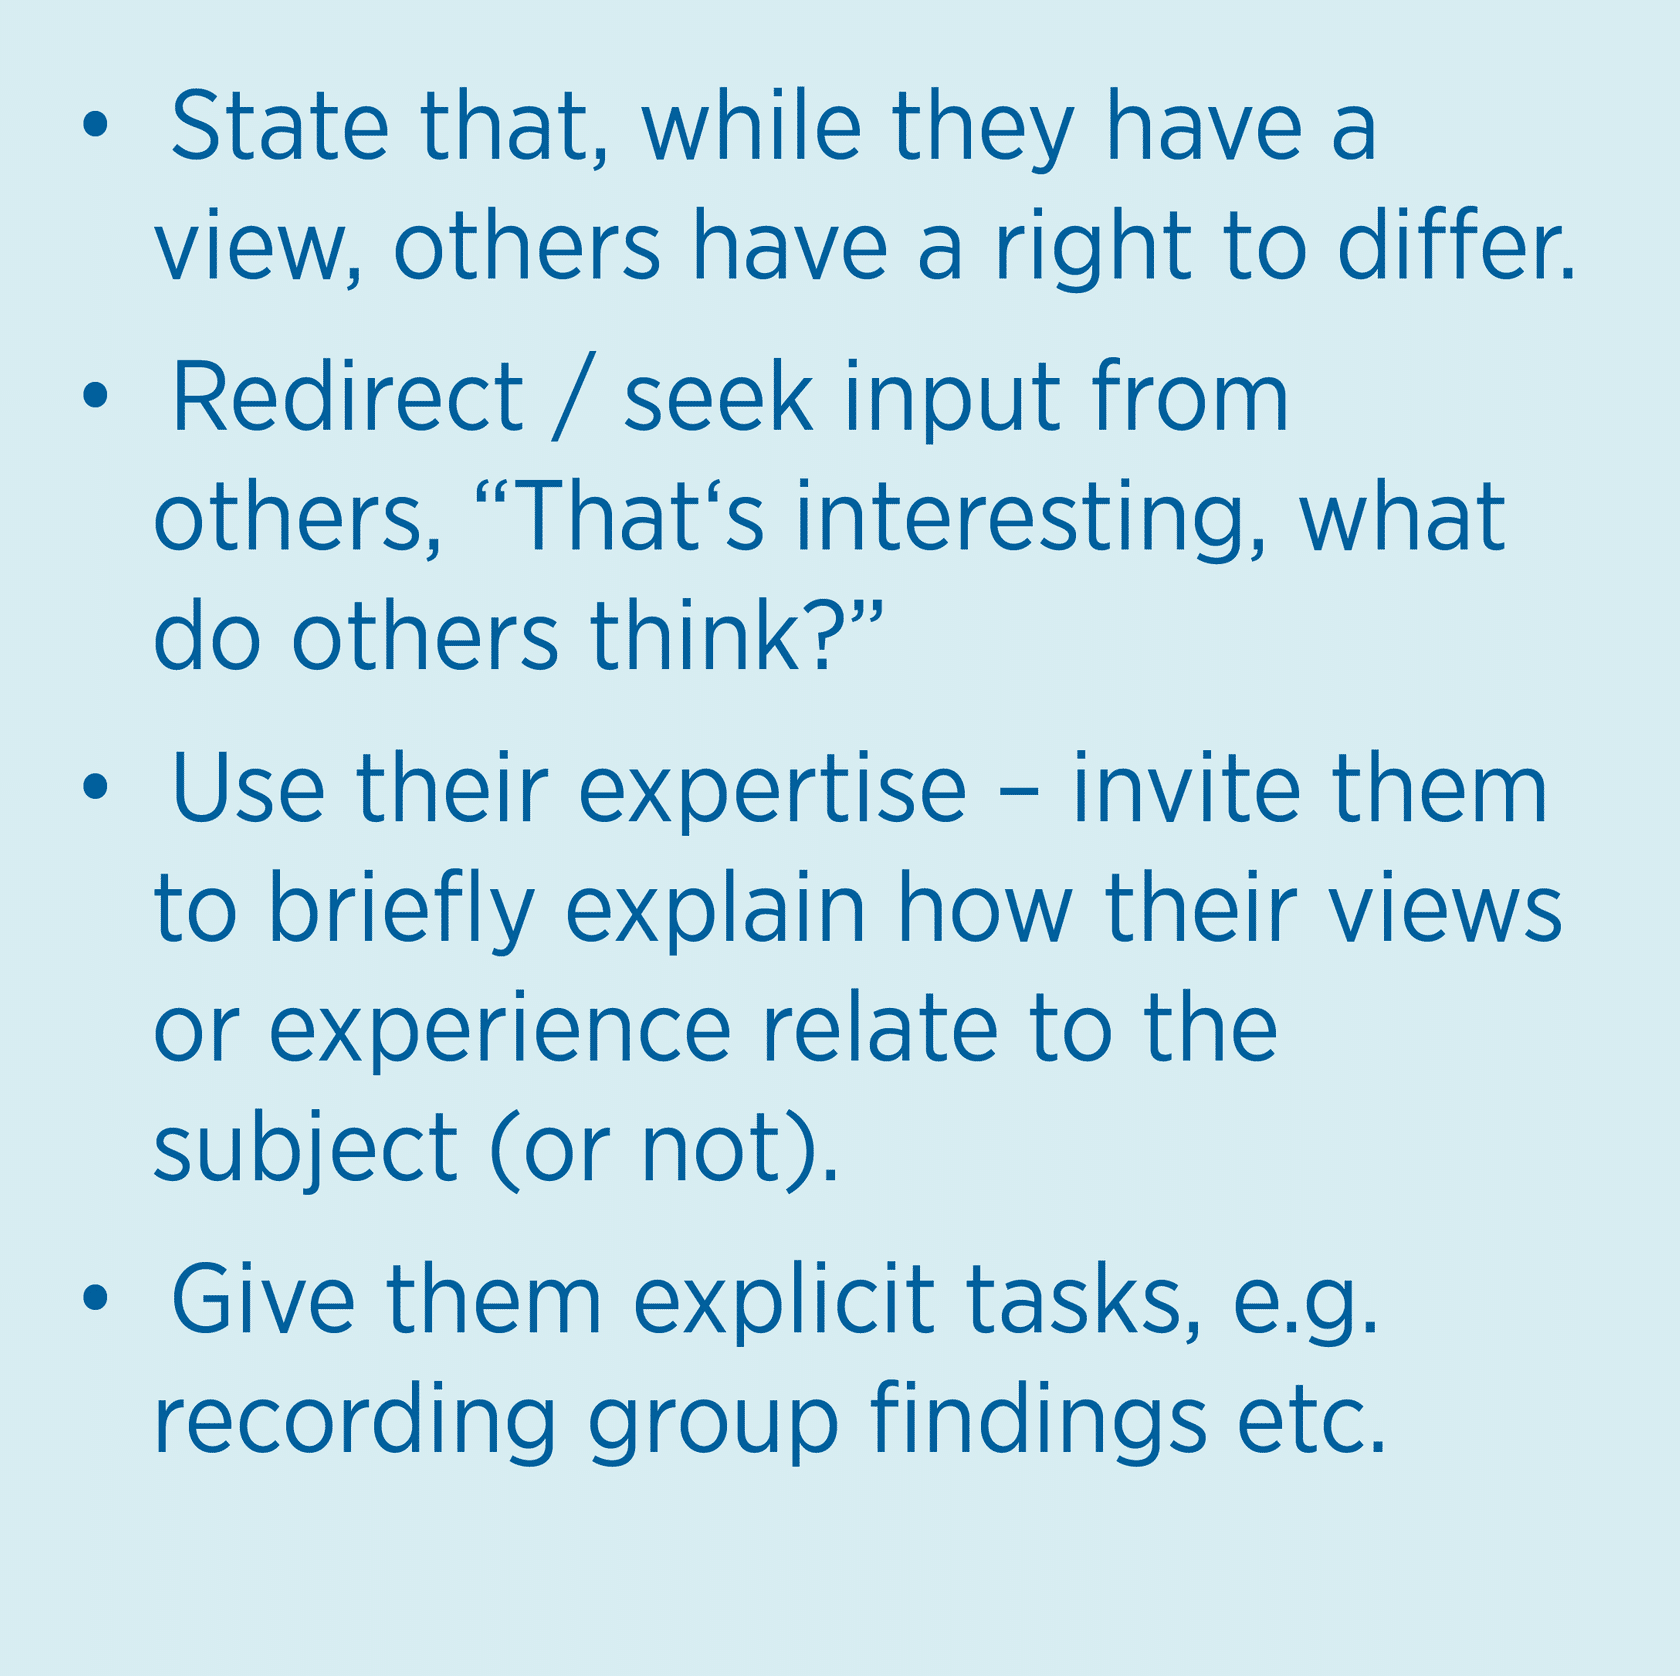 • State that, while they have a
view, others have a right to differ.
• Redirect / seek input from
others, “That‘s interesting, what
do others think?”
• Use their expertise – invite them
to briefly explain how their views
or experience relate to the
subject (or not).
• Give them explicit tasks, e.g.
recording group findings etc.